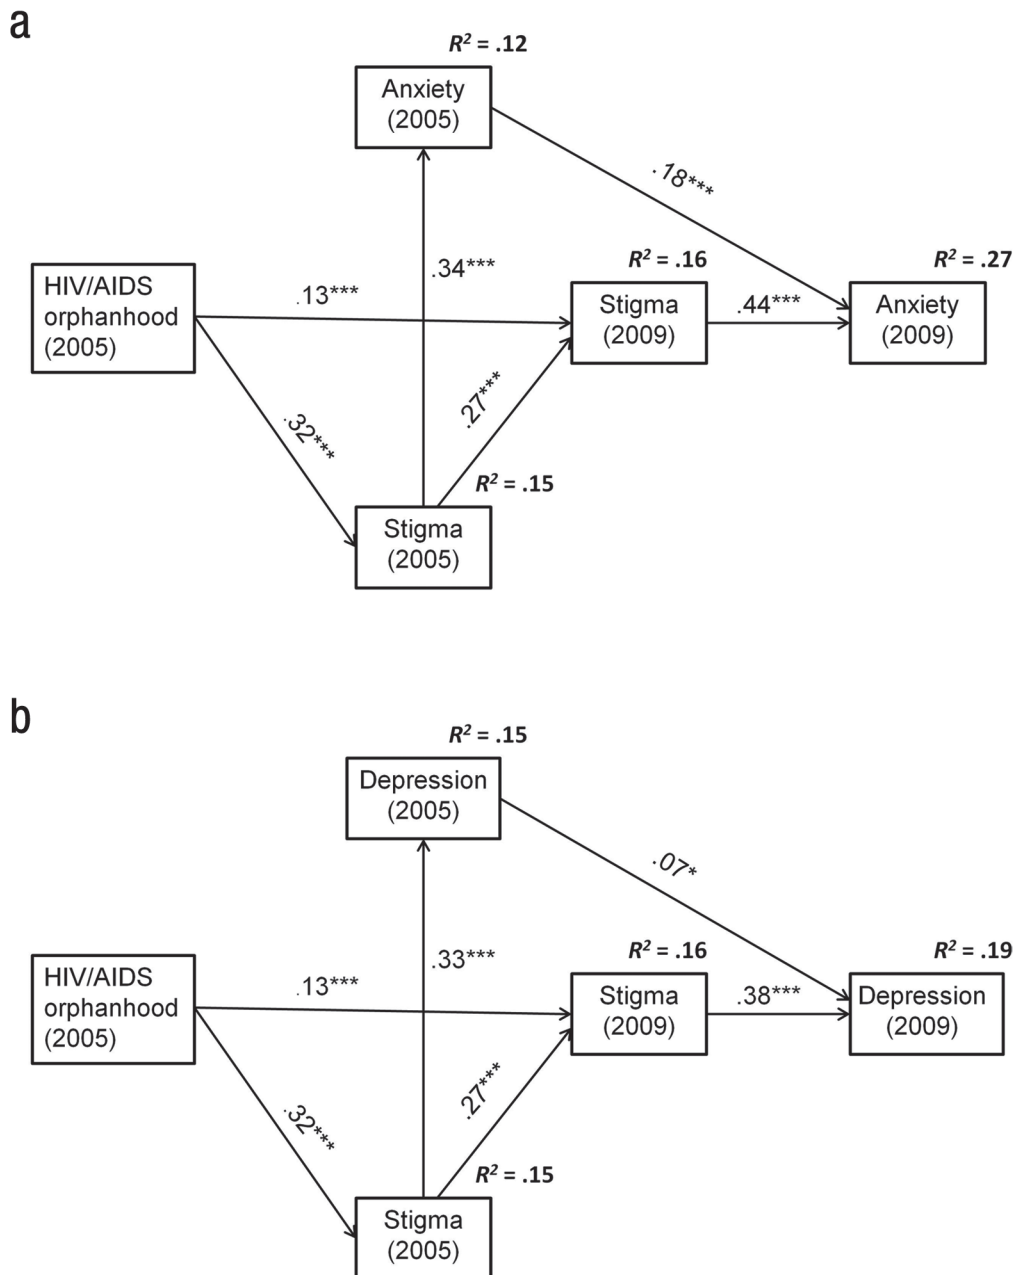 a
R² = .12
Anxiety
(2005)
.18***
HIV/AIDS
orphanhood
(2005)
.13***
.34***
R² = .16
Stigma
(2009)
.44***
R² = .27
Anxiety
(2009)
.32***
.27***
R² = .15
Stigma
(2005)
b
R² = .15
Depression
(2005)
.07*
HIV/AIDS
orphanhood
(2005)
.13***
.33***
R² = .16
Stigma
(2009)
.38***
R² = .19
Depression
(2009)
.32***
.27***
R² = .15
Stigma
(2005)